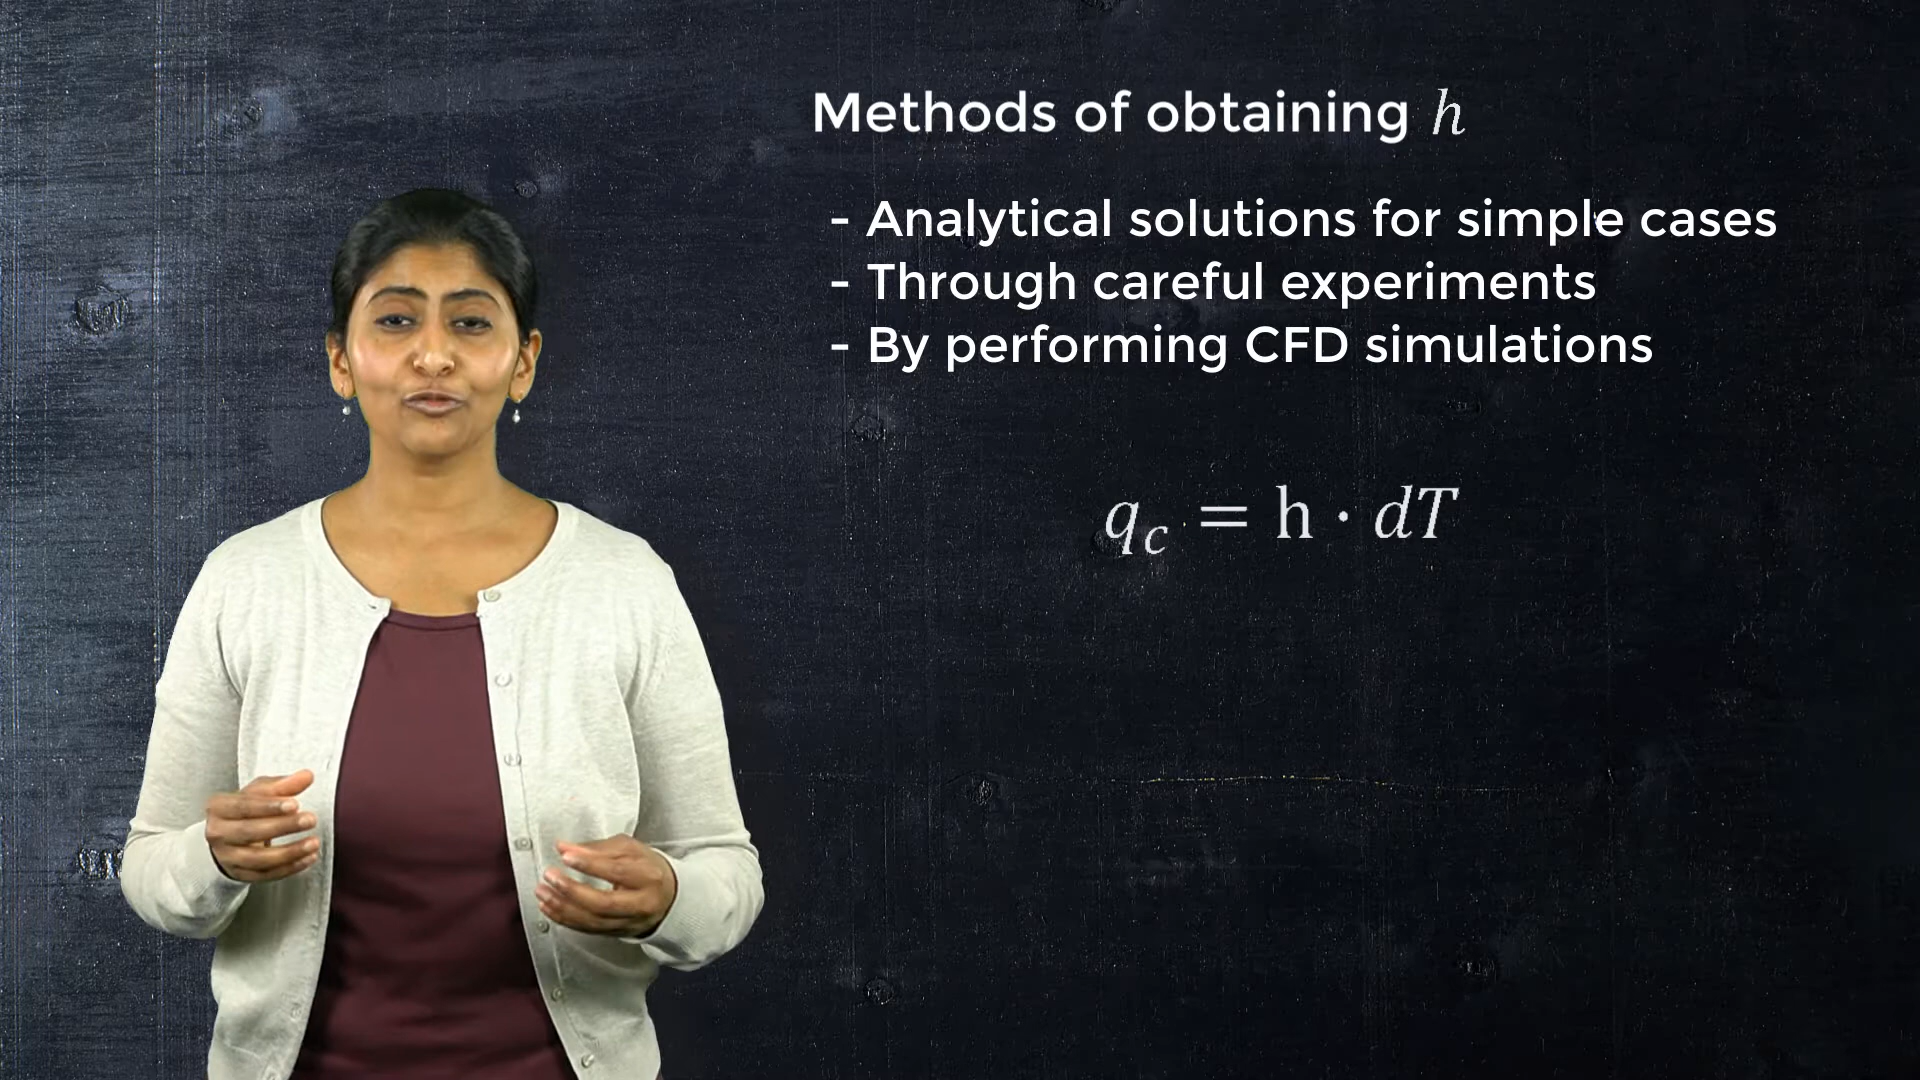 Methods of obtaining h
- Analytical solutions for simple cases
- Through careful experiments
- By performing CFD simulations
q_c = h · dT